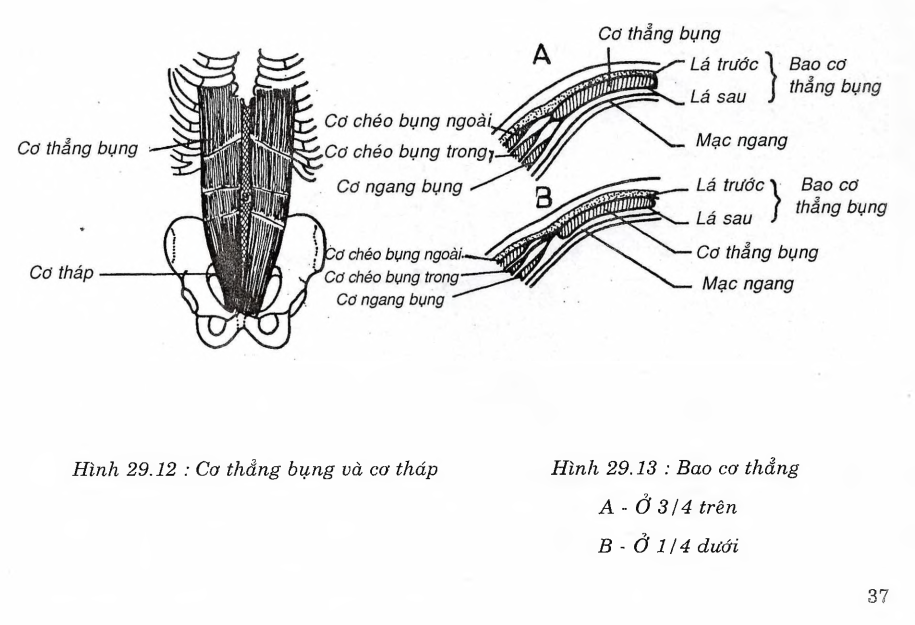 Cơ thẳng bụng
Cơ tháp
A
Cơ thẳng bụng
Lá trước
Lá sau
Bao cơ
thẳng bụng
Cơ chéo bụng ngoài
Cơ chéo bụng trong
Cơ ngang bụng
Mạc ngang
B
Lá trước
Lá sau
Bao cơ
thẳng bụng
Cơ chéo bụng ngoài
Cơ chéo bụng trong
Cơ ngang bụng
Cơ thẳng bụng
Mạc ngang
Hình 29.12 : Cơ thẳng bụng và cơ tháp
Hình 29.13 : Bao cơ thẳng
A - Ở 3/4 trên
B - Ở 1/4 dưới
37